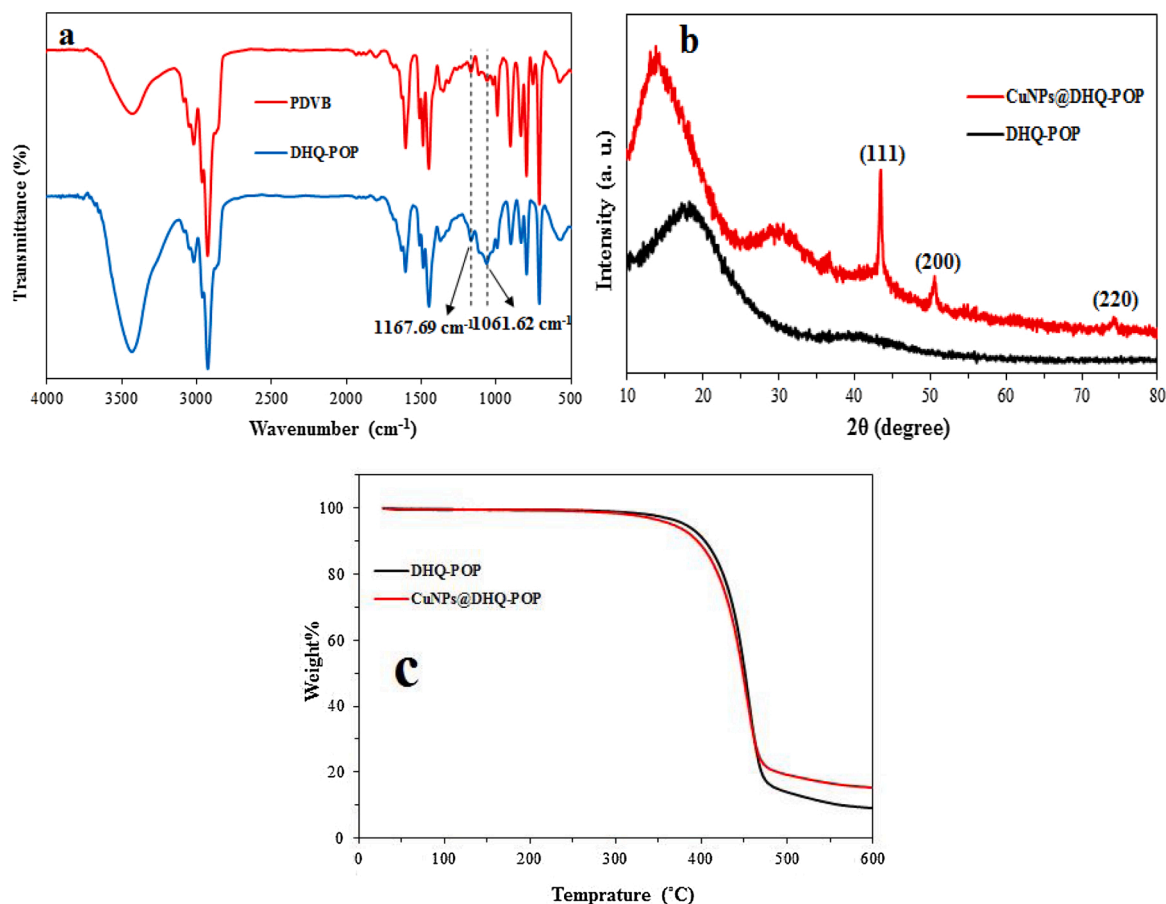 a
PDVB
DHQ-POP
1167.69 cm⁻¹
1061.62 cm⁻¹
Transmittance (%)
4000 3500 3000 2500 2000 1500 1000 500
Wavenumber (cm⁻¹)
b
CuNPs@DHQ-POP
DHQ-POP
(111)
(200)
(220)
Intensity (a. u.)
10 20 30 40 50 60 70 80
2θ (degree)
c
DHQ-POP
CuNPs@DHQ-POP
Weight%
100
80
60
40
20
0
0 100 200 300 400 500 600
Temprature (˚C)